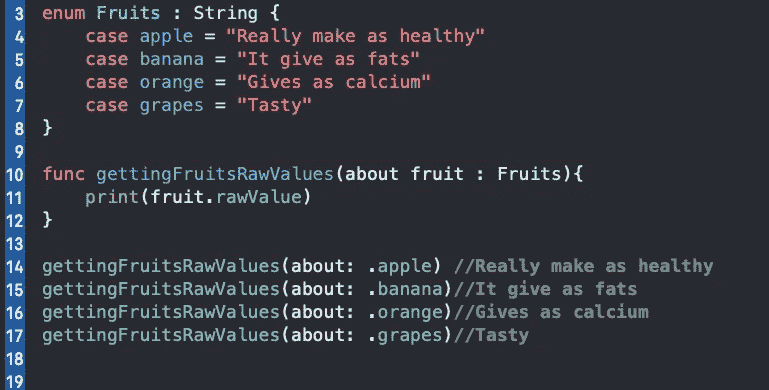 3 enum Fruits : String {
4 case apple = "Really make as healthy"
5 case banana = "It give as fats"
6 case orange = "Gives as calcium"
7 case grapes = "Tasty"
8 }
9
10 func gettingFruitsRawValues(about fruit : Fruits){
11 print(fruit.rawValue)
12 }
13
14 gettingFruitsRawValues(about: .apple) //Really make as healthy
15 gettingFruitsRawValues(about: .banana)//It give as fats
16 gettingFruitsRawValues(about: .orange)//Gives as calcium
17 gettingFruitsRawValues(about: .grapes)//Tasty
18
19